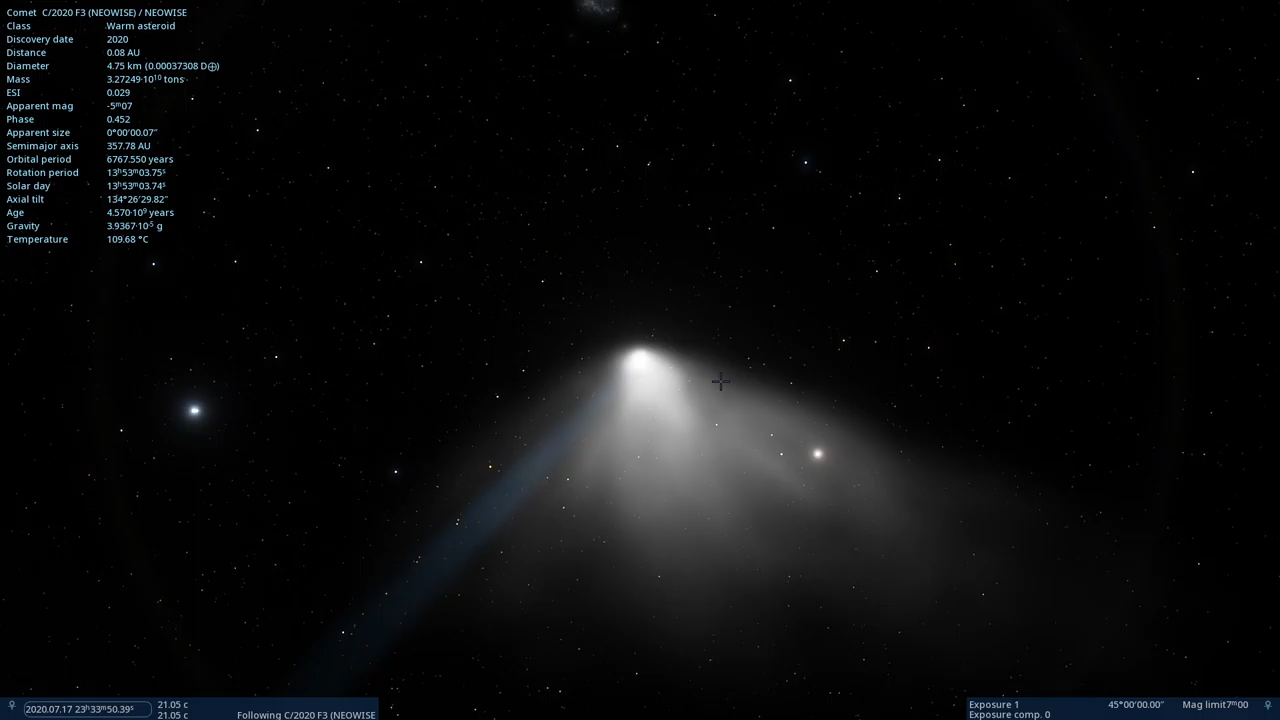 Comet C/2020 F3 (NEOWISE) / NEOWISE
Class Warm asteroid
Discovery date 2020
Distance 0.08 AU
Diameter 4.75 km (0.00037308 D⊕)
Mass 3.27249·10¹⁰ tons
ESI 0.029
Apparent mag -5ᵐ07
Phase 0.452
Apparent size 0°00′00.07″
Semimajor axis 357.78 AU
Orbital period 6767.550 years
Rotation period 13ʰ53ᵐ03.75ˢ
Solar day 13ʰ53ᵐ03.74ˢ
Axial tilt 134°26′29.82″
Age 4.570·10⁹ years
Gravity 3.9367·10⁻⁵ g
Temperature 109.68 °C
2020.07.17 23ʰ33ᵐ50.39ˢ 21.05 c
21.05 c Following C/2020 F3 (NEOWISE
Exposure 1 45°00′00.00″ Mag limit 7ᵐ00
Exposure comp. 0